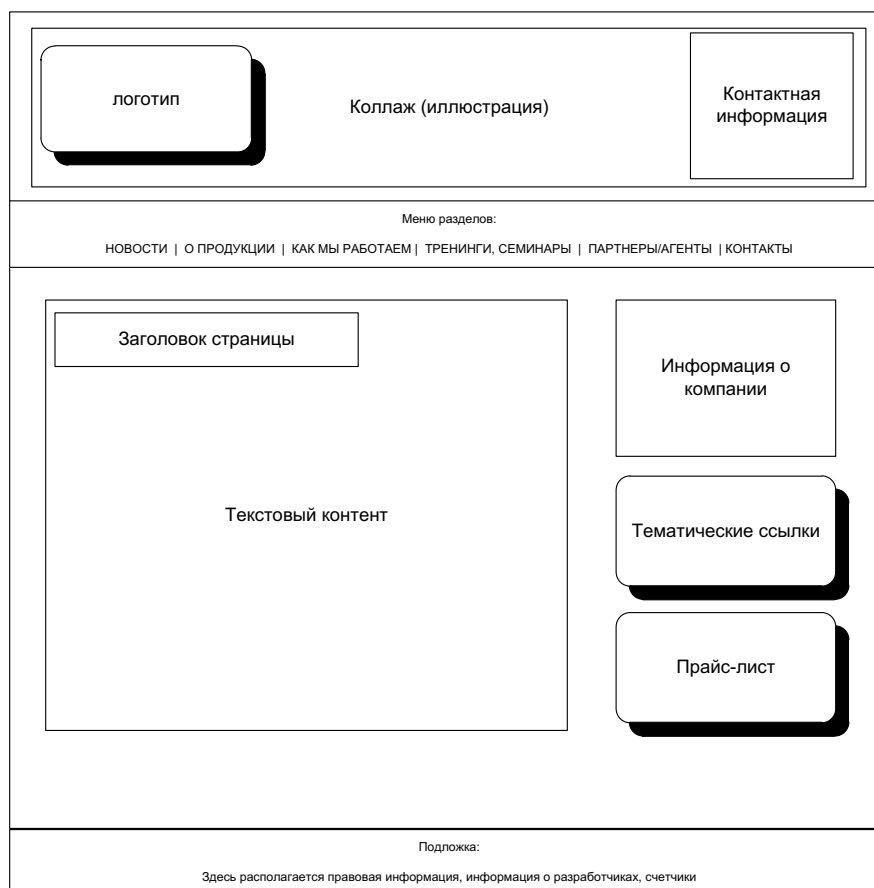 логотип
Коллаж (иллюстрация)
Контактная
информация
Меню разделов:
НОВОСТИ | О ПРОДУКЦИИ | КАК МЫ РАБОТАЕМ | ТРЕНИНГИ, СЕМИНАРЫ | ПАРТНЕРЫ/АГЕНТЫ | КОНТАКТЫ
Заголовок страницы
Текстовый контент
Информация о
компании
Тематические ссылки
Прайс-лист
Подложка:
Здесь располагается правовая информация, информация о разработчиках, счетчики